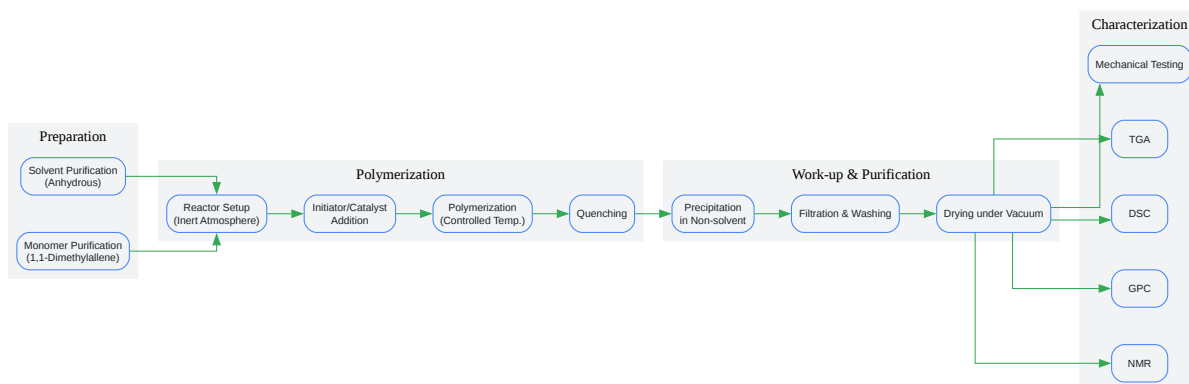 Preparation
Solvent Purification
(Anhydrous)
Monomer Purification
(1,1-Dimethylallene)
Polymerization
Reactor Setup
(Inert Atmosphere)
Initiator/Catalyst
Addition
Polymerization
(Controlled Temp.)
Quenching
Work-up & Purification
Precipitation
in Non-solvent
Filtration & Washing
Drying under Vacuum
Characterization
Mechanical Testing
TGA
DSC
GPC
NMR